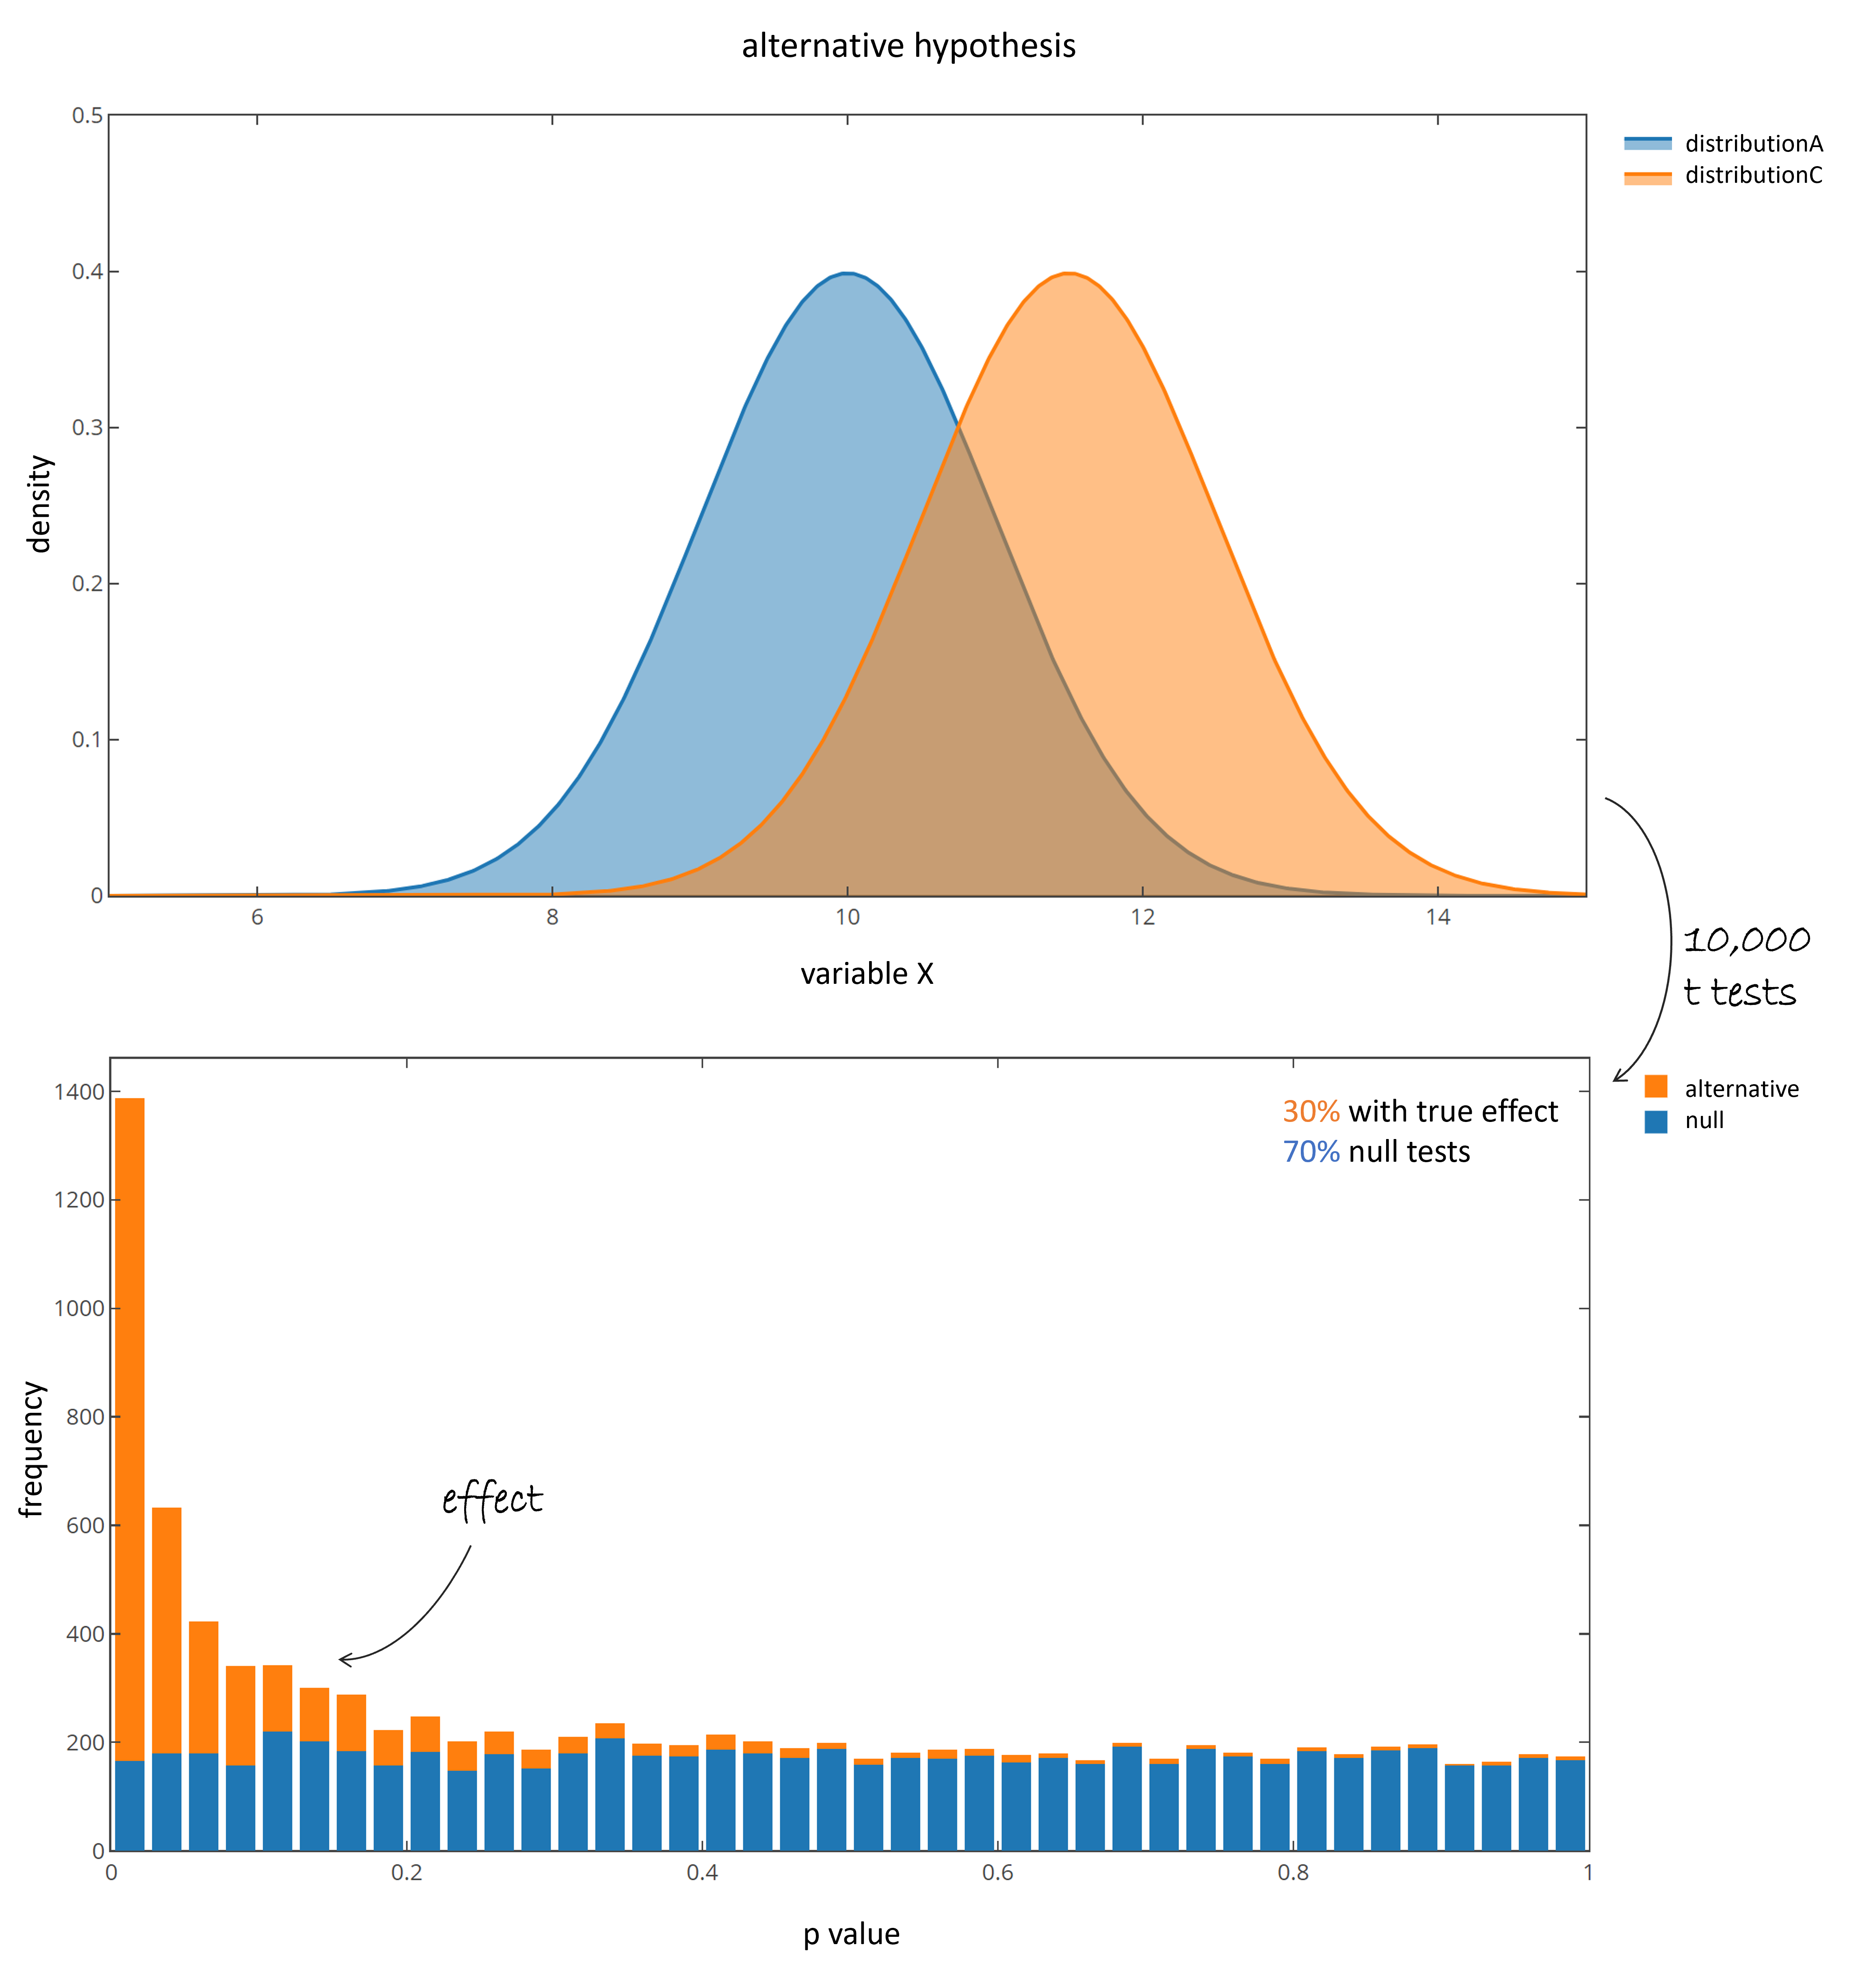 alternative hypothesis
0.5
0.4
0.3
0.2
0.1
0
density
6
8
10
12
14
variable X
distributionA
distributionC
10,000
t tests
alternative
null
30% with true effect
70% null tests
1400
1200
1000
800
600
400
200
0
frequency
effect
0
0.2
0.4
0.6
0.8
1
p value